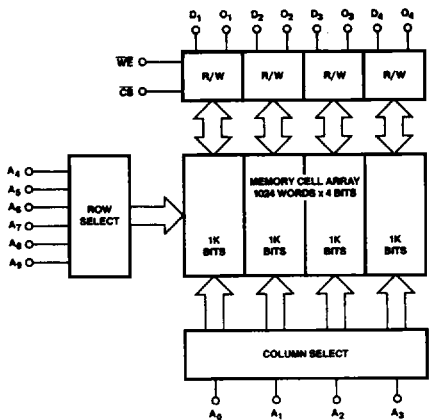 D1 O1 D2 O2 D3 O3 D4 O4
WE
CS
R/W R/W R/W R/W
A4
A5
A6
A7
A8
A9
ROW
SELECT
MEMORY CELL ARRAY
1024 WORDS x 4 BITS
1K
BITS
1K
BITS
1K
BITS
1K
BITS
COLUMN SELECT
A0 A1 A2 A3